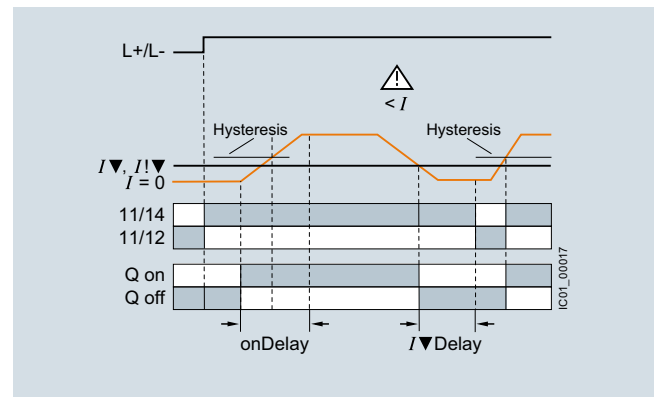 L+/L-
< I
Hysteresis Hysteresis
I▼, I!▼
I = 0
11/14
11/12
Q on
Q off
onDelay I▼Delay
IC01_00017